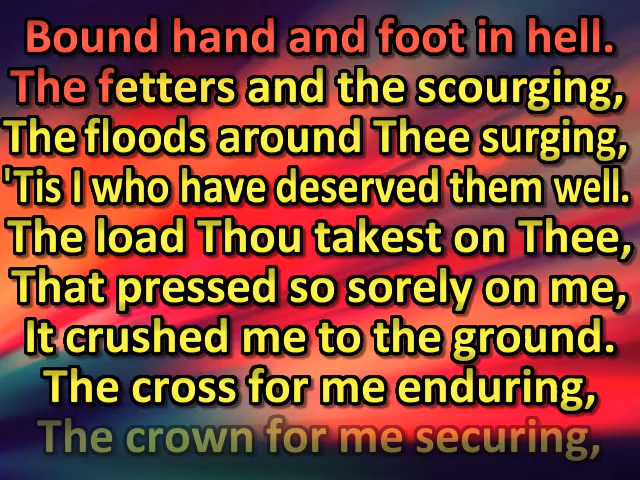 Bound hand and foot in hell.
The fetters and the scourging,
The floods around Thee surging,
'Tis I who have deserved them well.
The load Thou takest on Thee,
That pressed so sorely on me,
It crushed me to the ground.
The cross for me enduring,
The crown for me securing,